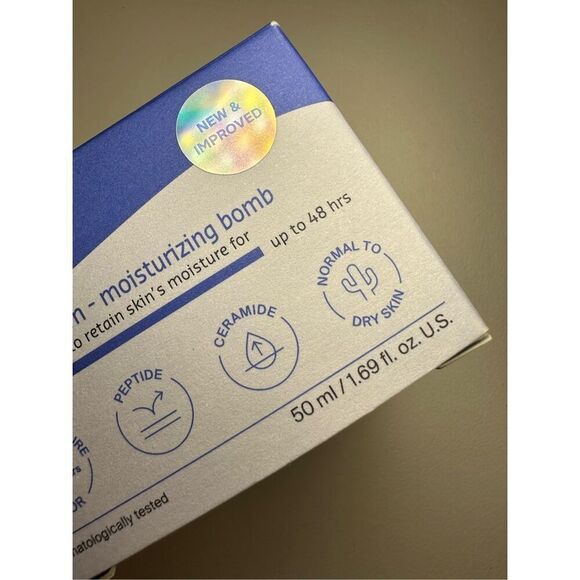 NEW &
IMPROVED
- moisturizing bomb
to retain skin's moisture for up to 48 hrs
NORMAL TO
DRY SKIN
CERAMIDE
PEPTIDE
50 ml / 1.69 fl. oz. U.S.
tested